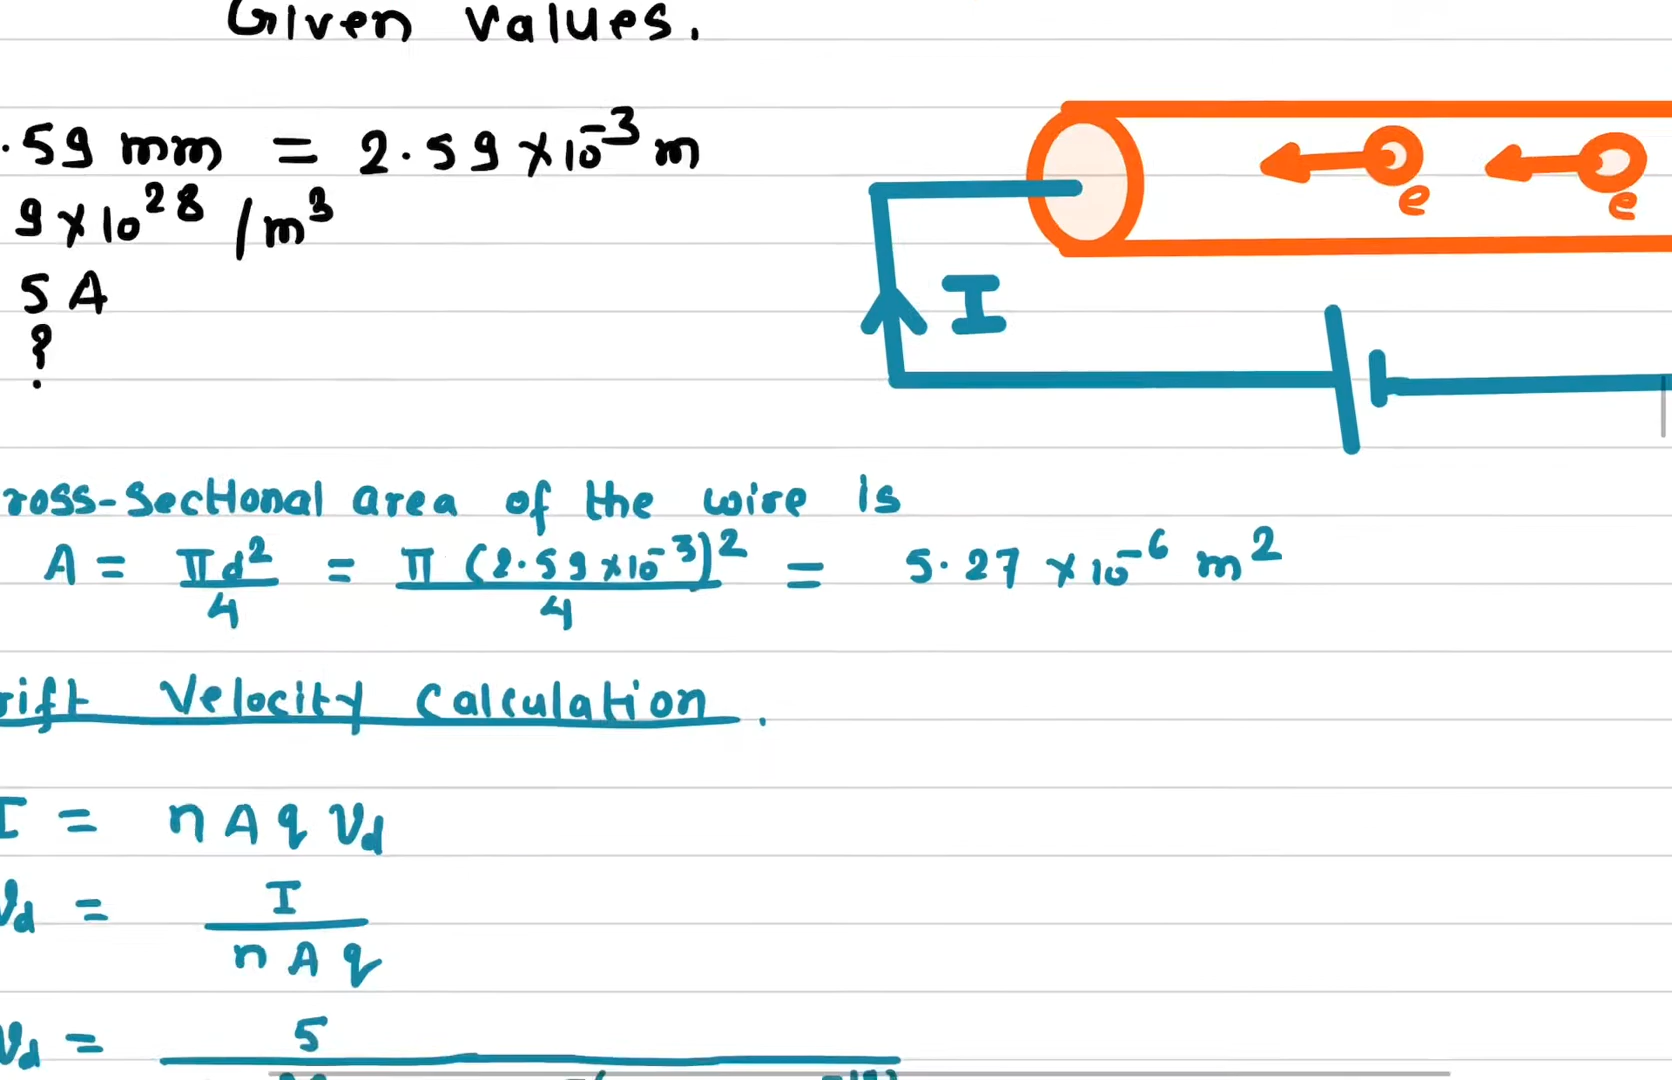 Given values.
.59 mm = 2.59 × 10⁻³ m
9 × 10²⁸ /m³
5 A
?
I
e e
ross-Sectional area of the wire is
A = πd²/4 = π (2.59 × 10⁻³)²/4 = 5.27 × 10⁻⁶ m²
rift Velocity Calculation.
I = n A q Vd
Vd = I / n A q
Vd = 5